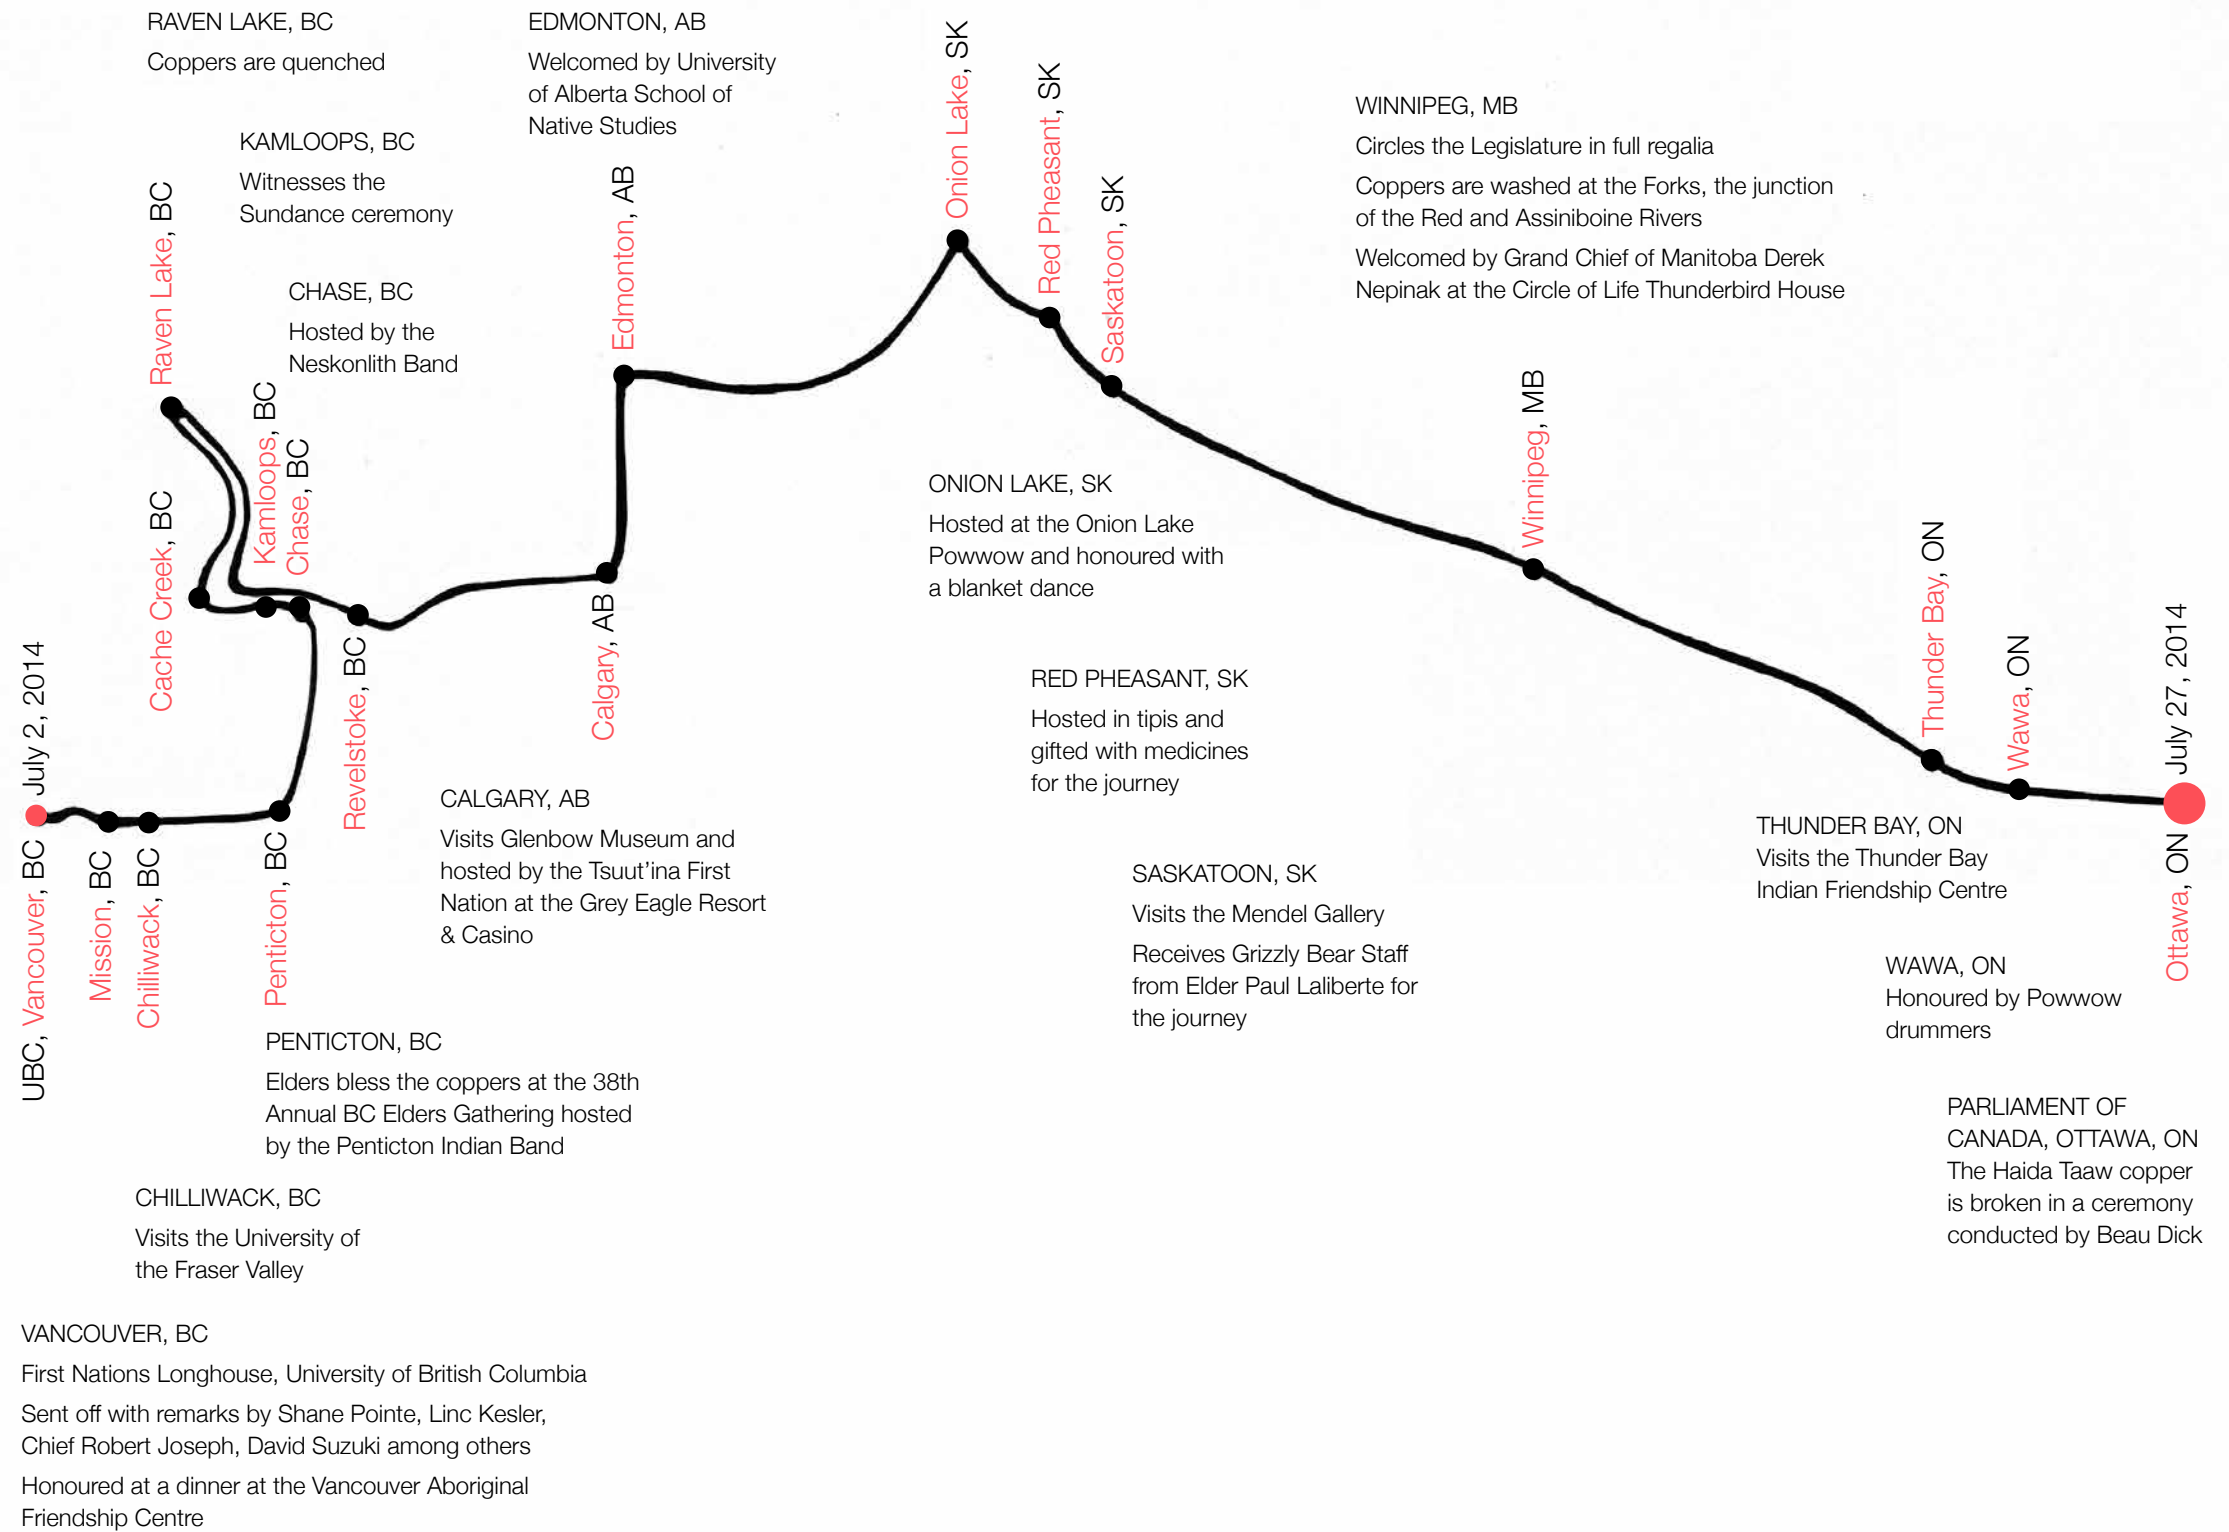 RAVEN LAKE, BC
Coppers are quenched
EDMONTON, AB
Welcomed by University
of Alberta School of
Native Studies
KAMLOOPS, BC
Witnesses the
Sundance ceremony
CHASE, BC
Hosted by the
Neskonlith Band
WINNIPEG, MB
Circles the Legislature in full regalia
Coppers are washed at the Forks, the junction
of the Red and Assiniboine Rivers
Welcomed by Grand Chief of Manitoba Derek
Nepinak at the Circle of Life Thunderbird House
July 2, 2014
UBC, Vancouver, BC
Mission, BC
Chilliwack, BC
Penticton, BC
Cache Creek, BC
Raven Lake, BC
Kamloops, BC
Chase, BC
Revelstoke, BC
Calgary, AB
Edmonton, AB
Onion Lake, SK
Red Pheasant, SK
Saskatoon, SK
Winnipeg, MB
Thunder Bay, ON
Wawa, ON
July 27, 2014
Ottawa, ON
ONION LAKE, SK
Hosted at the Onion Lake
Powwow and honoured with
a blanket dance
RED PHEASANT, SK
Hosted in tipis and
gifted with medicines
for the journey
CALGARY, AB
Visits Glenbow Museum and
hosted by the Tsuut’ina First
Nation at the Grey Eagle Resort
& Casino
SASKATOON, SK
Visits the Mendel Gallery
Receives Grizzly Bear Staff
from Elder Paul Laliberte for
the journey
THUNDER BAY, ON
Visits the Thunder Bay
Indian Friendship Centre
WAWA, ON
Honoured by Powwow
drummers
PARLIAMENT OF
CANADA, OTTAWA, ON
The Haida Taaw copper
is broken in a ceremony
conducted by Beau Dick
PENTICTON, BC
Elders bless the coppers at the 38th
Annual BC Elders Gathering hosted
by the Penticton Indian Band
CHILLIWACK, BC
Visits the University of
the Fraser Valley
VANCOUVER, BC
First Nations Longhouse, University of British Columbia
Sent off with remarks by Shane Pointe, Linc Kesler,
Chief Robert Joseph, David Suzuki among others
Honoured at a dinner at the Vancouver Aboriginal
Friendship Centre